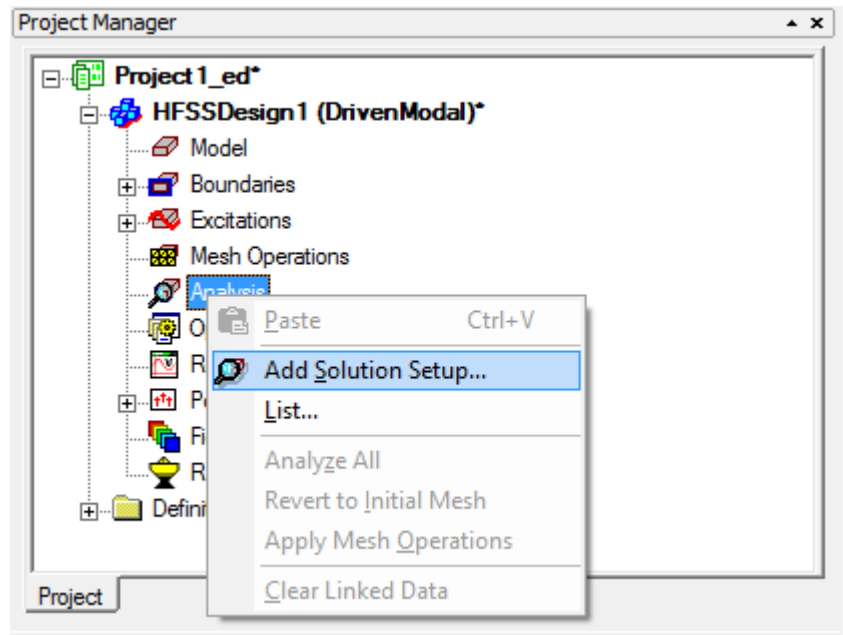 Project Manager
Project1_ed*
HFSSDesign1 (DrivenModal)*
Model
Boundaries
Excitations
Mesh Operations
Analysis
Paste Ctrl+V
Add Solution Setup...
List...
Analyze All
Revert to Initial Mesh
Apply Mesh Operations
Clear Linked Data
Project